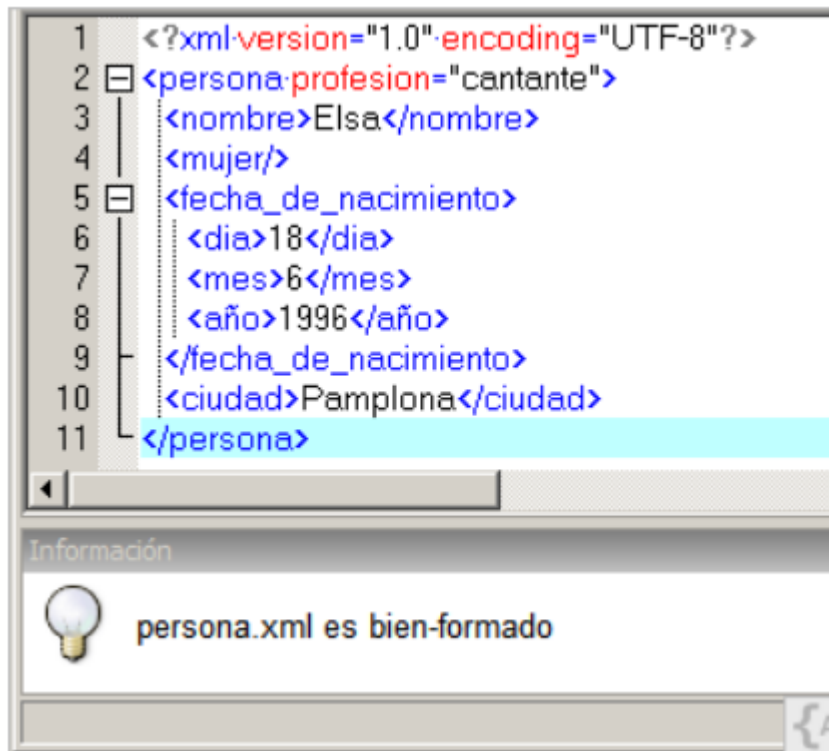 1 <?xml version="1.0" encoding="UTF-8"?>
2 <persona profesion="cantante">
3 <nombre>Elsa</nombre>
4 <mujer/>
5 <fecha_de_nacimiento>
6 <dia>18</dia>
7 <mes>6</mes>
8 <año>1996</año>
9 </fecha_de_nacimiento>
10 <ciudad>Pamplona</ciudad>
11 </persona>
Información
persona.xml es bien-formado